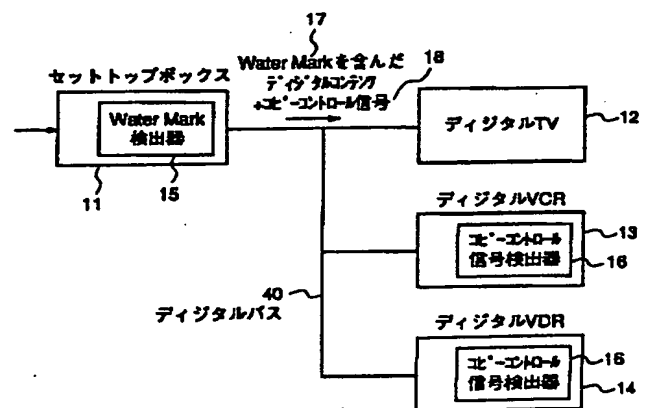 17
Water Markを含んだ
ディジタルコンテンツ
+コピーコントロール信号
18
セットトップボックス
Water Mark
検出器
11
15
ディジタルTV
12
ディジタルVCR
コピーコントロール
信号検出器
13
16
40
ディジタルバス
ディジタルVDR
コピーコントロール
信号検出器
16
14